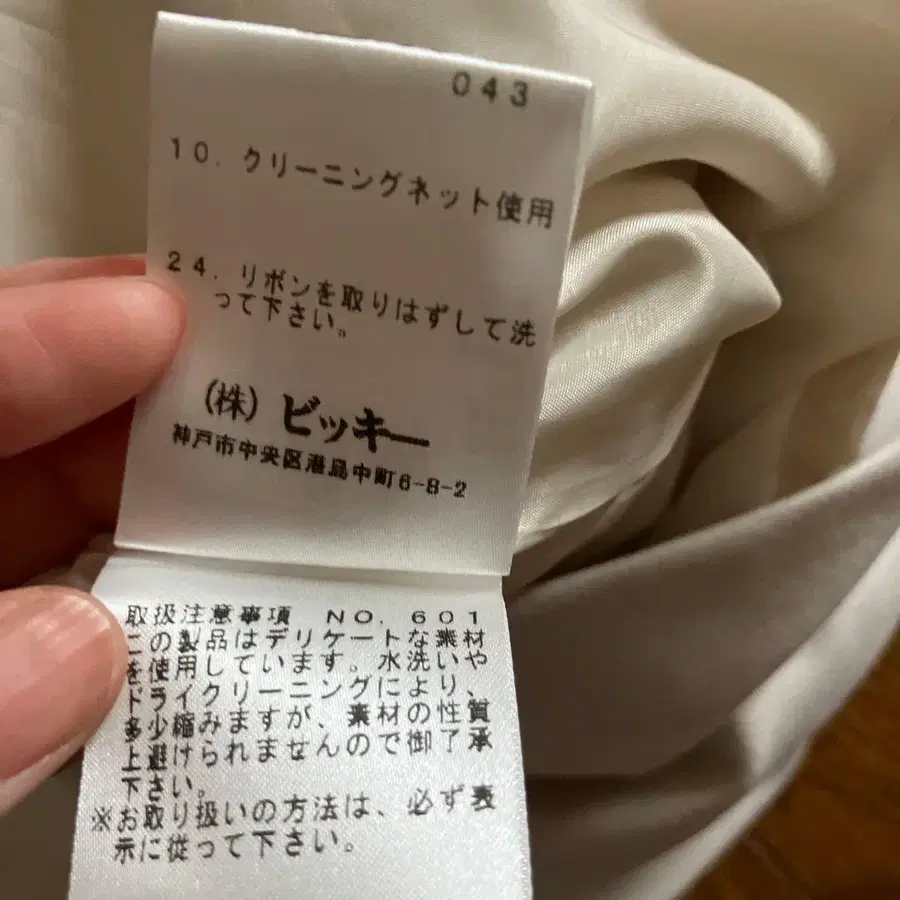 043
10. クリーニングネット使用
24. リボンを取りはずして洗
って下さい。
(株) ビッキー
神戸市中央区港島中町6-8-2
取扱注意事項 NO. 601
この製品はデリケートな素材
を使用しています。水洗いや
ドライクリーニングにより、
多少縮みますが、素材の性質
上避けられませんので御了承
下さい。
※お取り扱いの方法は、必ず表
示に従って下さい。